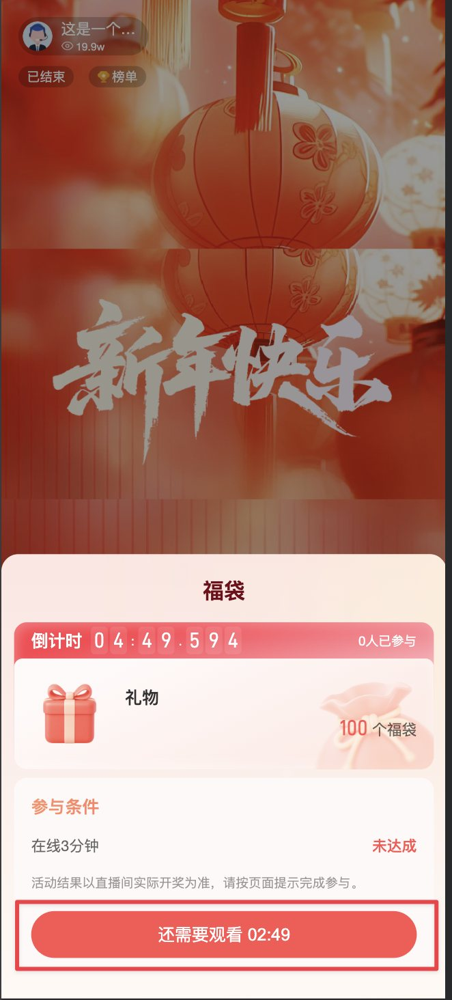 这是一个...
19.9w
已结束
榜单
新年快乐
福袋
倒计时 04:49.594 0人已参与
礼物
100 个福袋
参与条件
在线3分钟 未达成
活动结果以直播间实际开奖为准，请按页面提示完成参与。
还需要观看 02:49